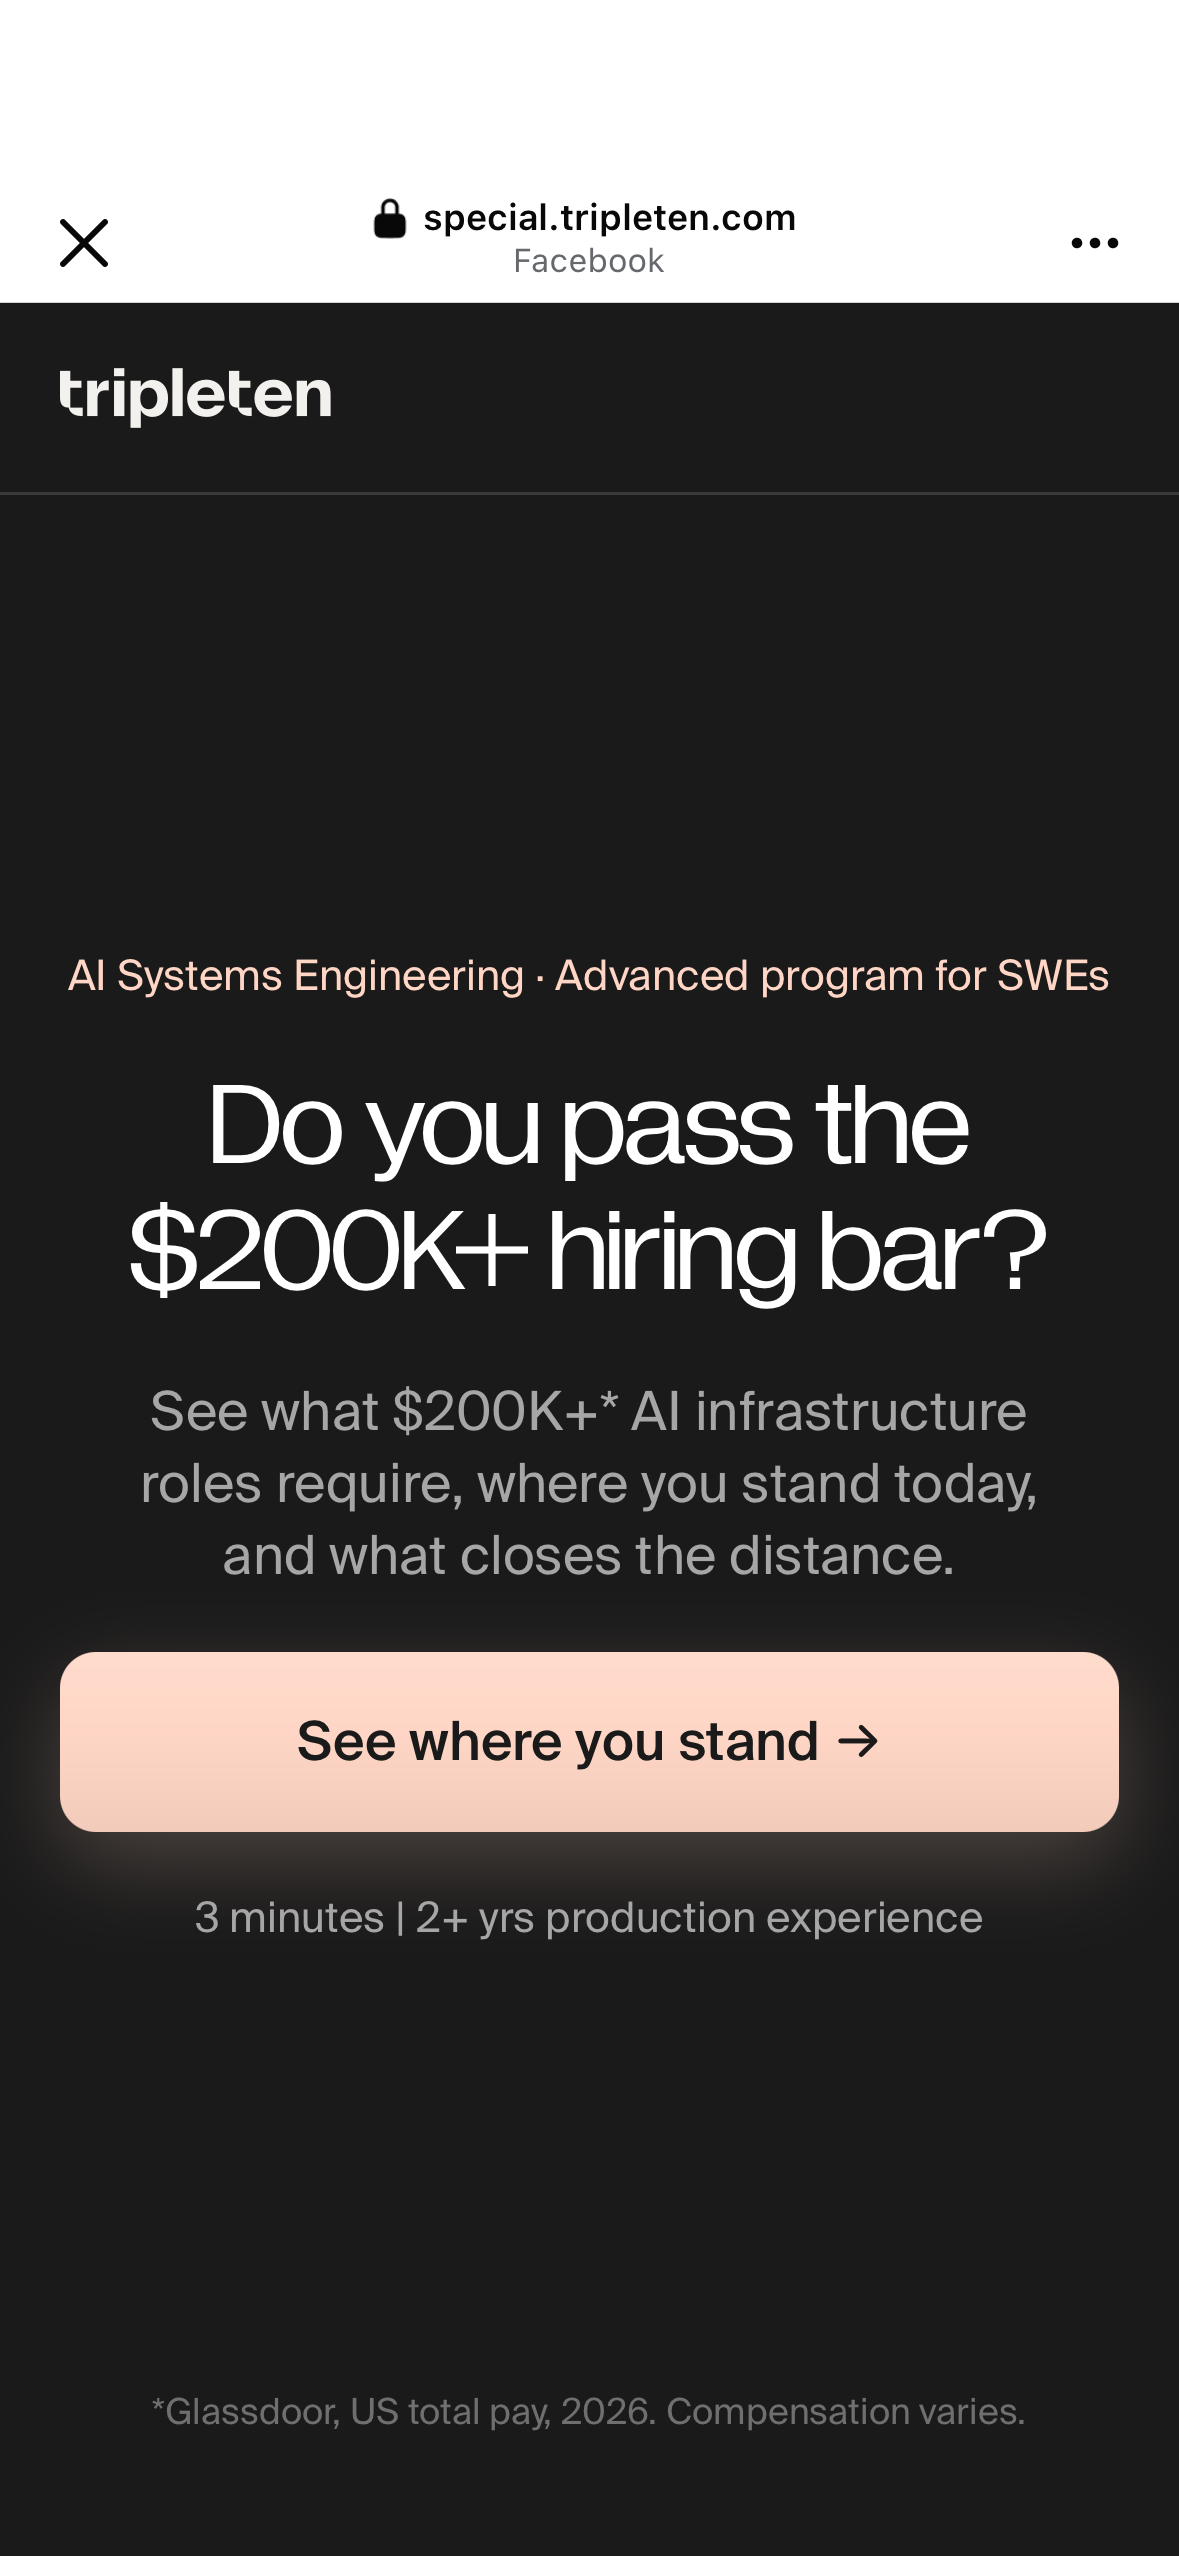 special.tripleten.com
Facebook
tripleten
AI Systems Engineering · Advanced program for SWEs
Do you pass the
$200K+ hiring bar?
See what $200K+* AI infrastructure
roles require, where you stand today,
and what closes the distance.
See where you stand →
3 minutes | 2+ yrs production experience
*Glassdoor, US total pay, 2026. Compensation varies.